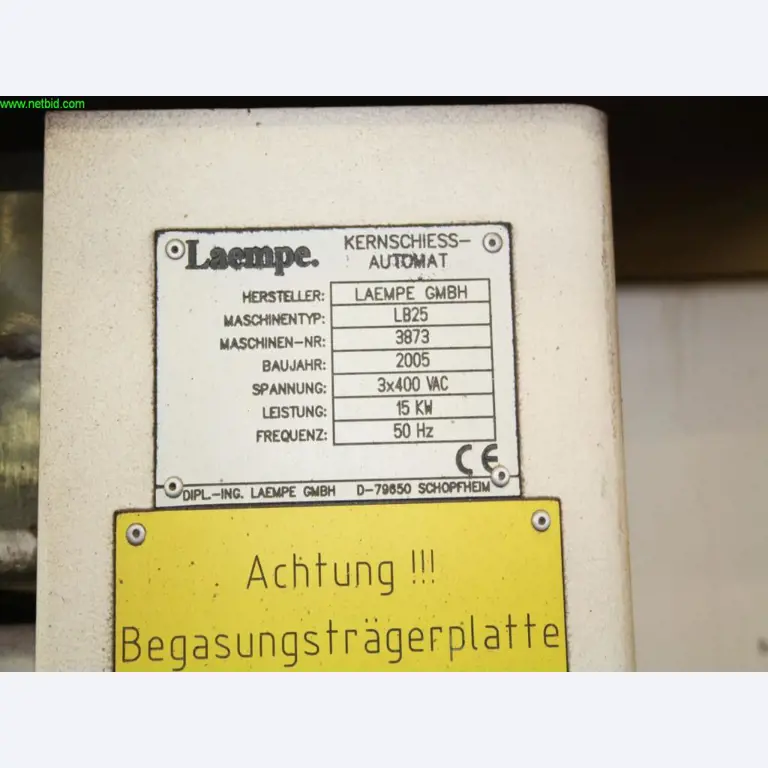 www.netbid.com
Laempe.
KERNSCHIESS-
AUTOMAT
HERSTELLER: LAEMPE GMBH
MASCHINENTYP: LB25
MASCHINEN-NR: 3873
BAUJAHR: 2005
SPANNUNG: 3x400 VAC
LEISTUNG: 15 KW
FREQUENZ: 50 Hz
CE
DIPL.-ING. LAEMPE GMBH D-79650 SCHOPFHEIM
Achtung !!!
Begasungsträgerplatte